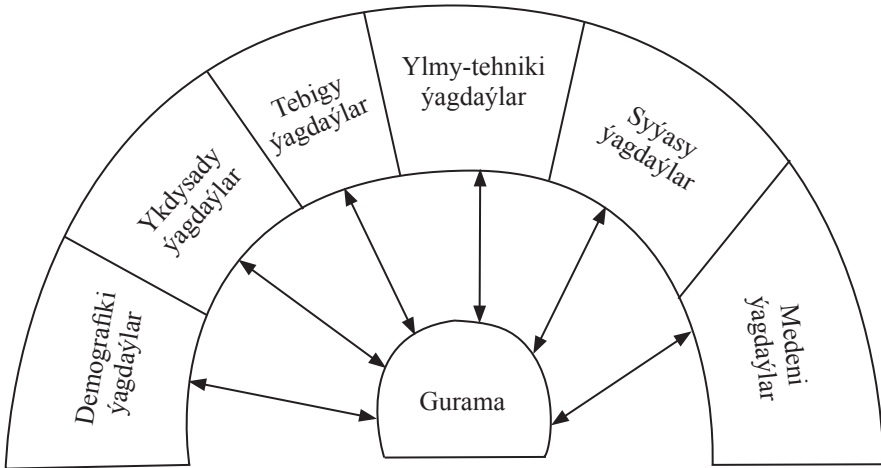 Demografiki
ýagdaýlar
Ykdysady
ýagdaýlar
Tebigy
ýagdaýlar
Ylmy-tehniki
ýagdaýlar
Syýasy
ýagdaýlar
Medeni
ýagdaýlar
Gurama